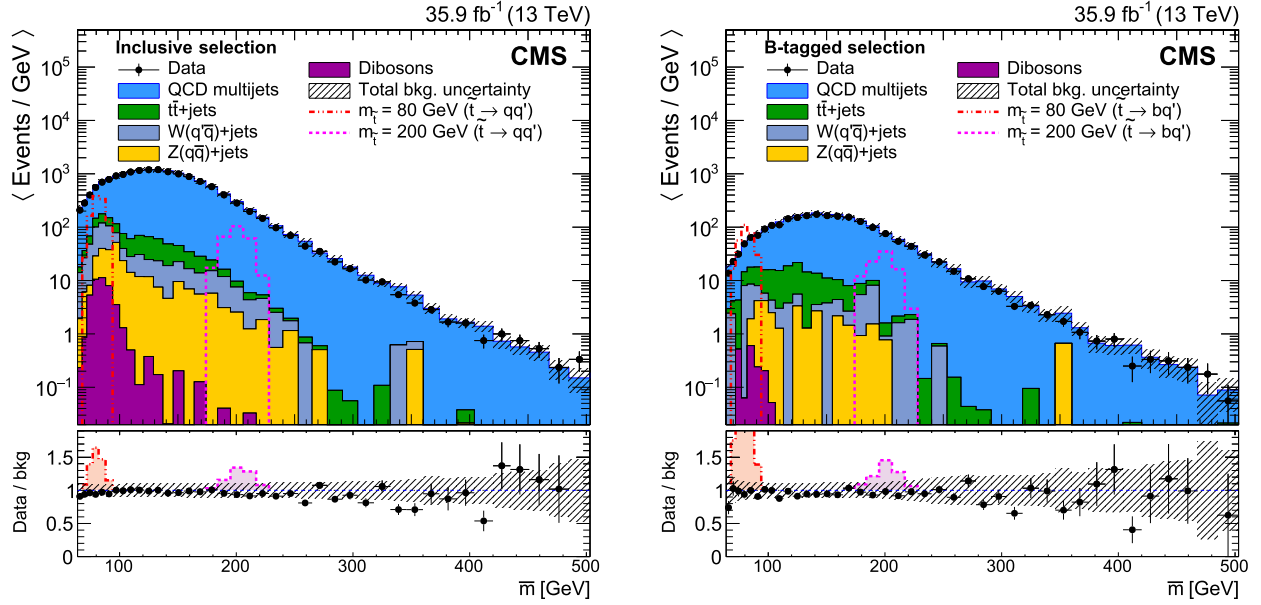 35.9 fb⁻¹ (13 TeV)
⟨ Events / GeV ⟩
Inclusive selection
CMS
Data
QCD multijets
tt̄+jets
W(q'q̄)+jets
Z(qq̄)+jets
Dibosons
Total bkg. uncertainty
m_t̃ = 80 GeV (t̃ → qq')
m_t̃ = 200 GeV (t̃ → qq')
10⁵
10⁴
10³
10²
10
1
10⁻¹
Data / bkg
1.5
1
0.5
0
100 200 300 400 500
m̅ [GeV]
35.9 fb⁻¹ (13 TeV)
⟨ Events / GeV ⟩
B-tagged selection
CMS
Data
QCD multijets
tt̄+jets
W(q'q̄)+jets
Z(qq̄)+jets
Dibosons
Total bkg. uncertainty
m_t̃ = 80 GeV (t̃ → bq')
m_t̃ = 200 GeV (t̃ → bq')
10⁵
10⁴
10³
10²
10
1
10⁻¹
Data / bkg
1.5
1
0.5
0
100 200 300 400 500
m̅ [GeV]